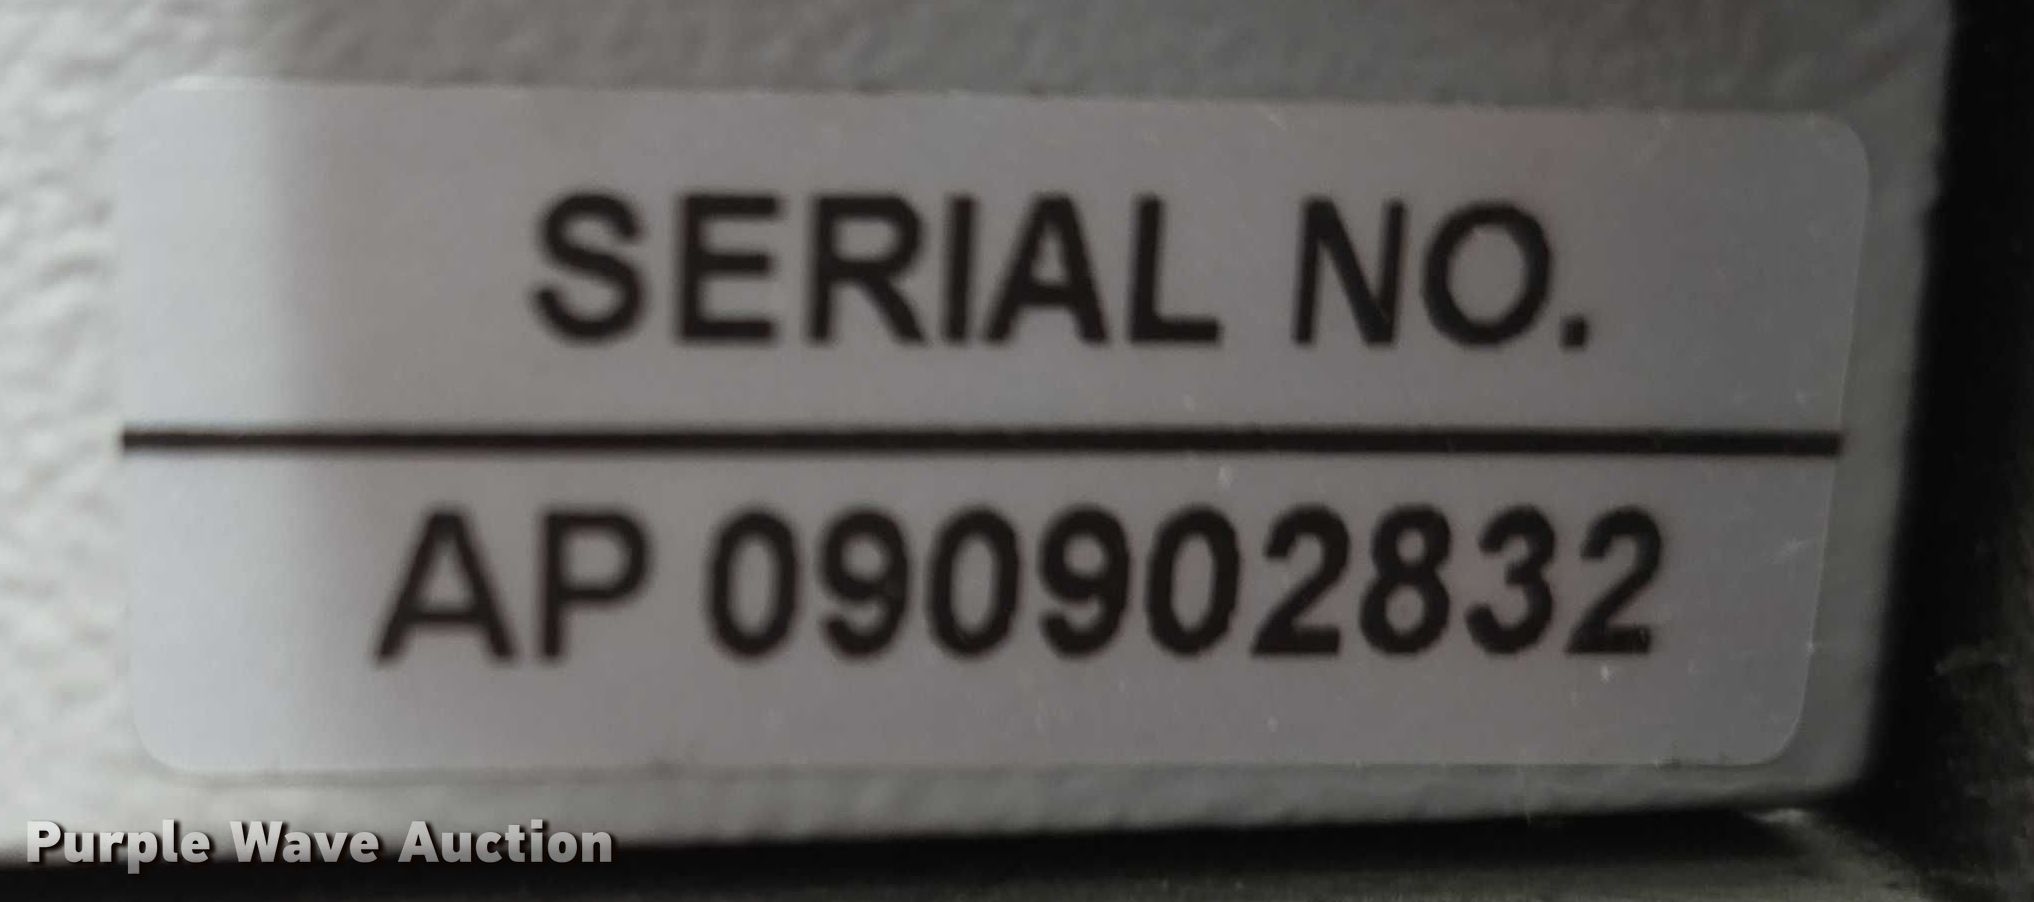 SERIAL NO.
AP 090902832
Purple Wave Auction